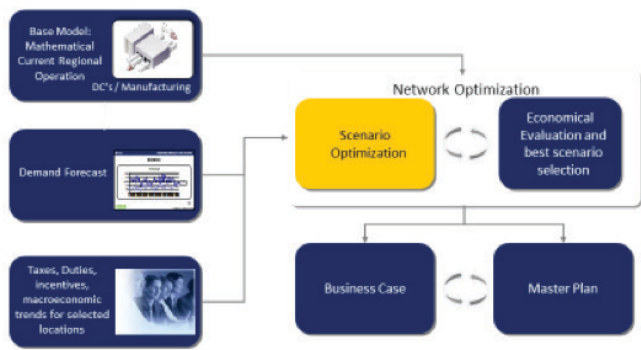 Base Model:
Mathematical
Current Regional
Operation
DC's / Manufacturing
Demand Forecast
Taxes, Duties,
incentives,
macroeconomic
trends for selected
locations
Network Optimization
Scenario
Optimization
Economical
Evaluation and
best scenario
selection
Business Case
Master Plan